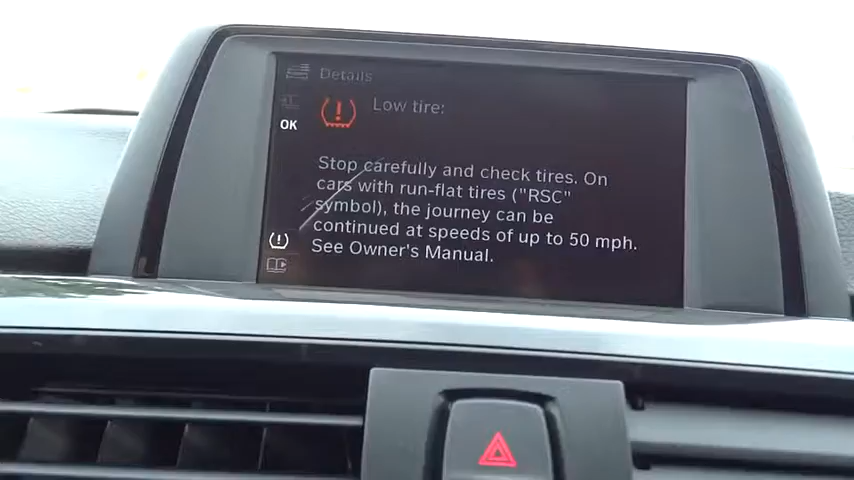 Details
OK
Low tire:
Stop carefully and check tires. On
cars with run-flat tires ("RSC"
symbol), the journey can be
continued at speeds of up to 50 mph.
See Owner's Manual.